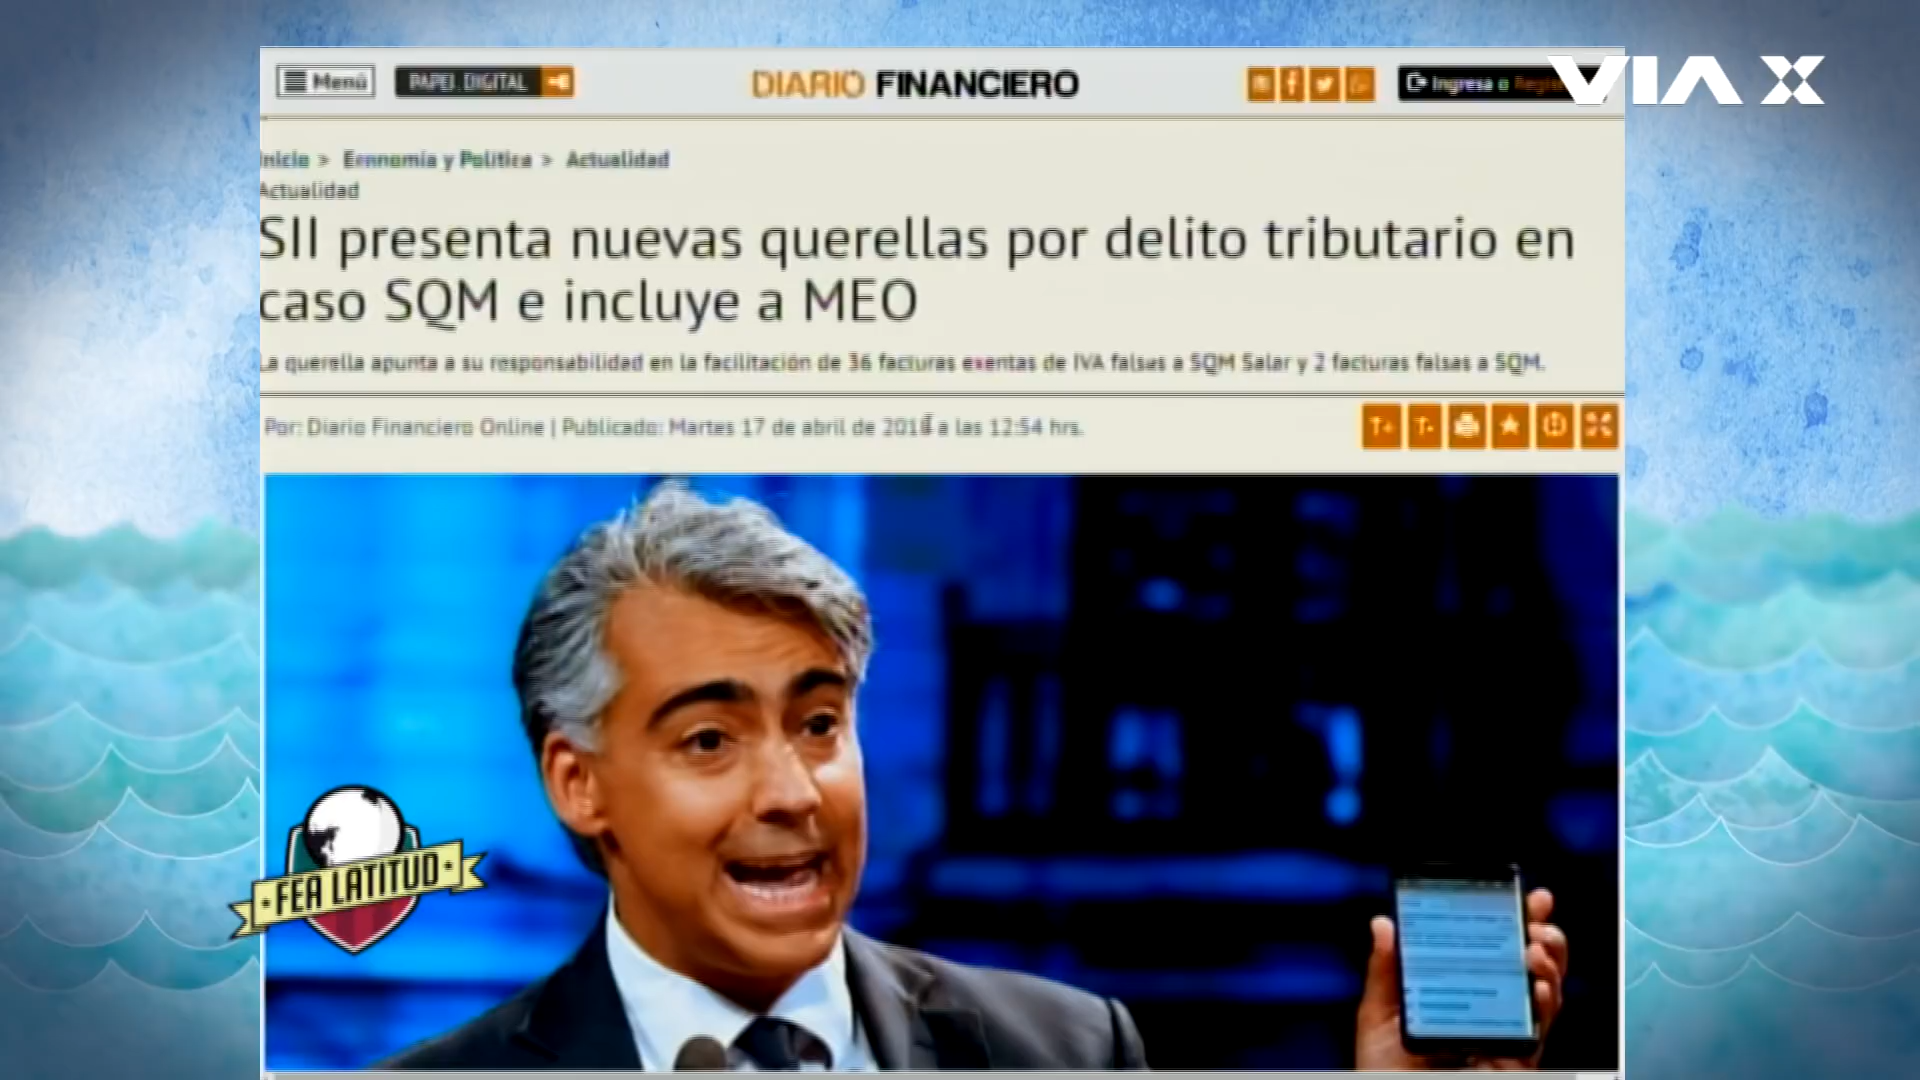 VIA X
Menú
PAPEL DIGITAL
DIARIO FINANCIERO
Ingresa o
Inicio > Economía y Política > Actualidad
Actualidad
SII presenta nuevas querellas por delito tributario en
caso SQM e incluye a MEO
La querella apunta a su responsabilidad en la facilitación de 36 facturas exentas de IVA falsas a SQM Salar y 2 facturas falsas a SQM.
Por: Diario Financiero Online | Publicado: Martes 17 de abril de 2018 a las 12:54 hrs.
T+ T-
FEA LATITUD